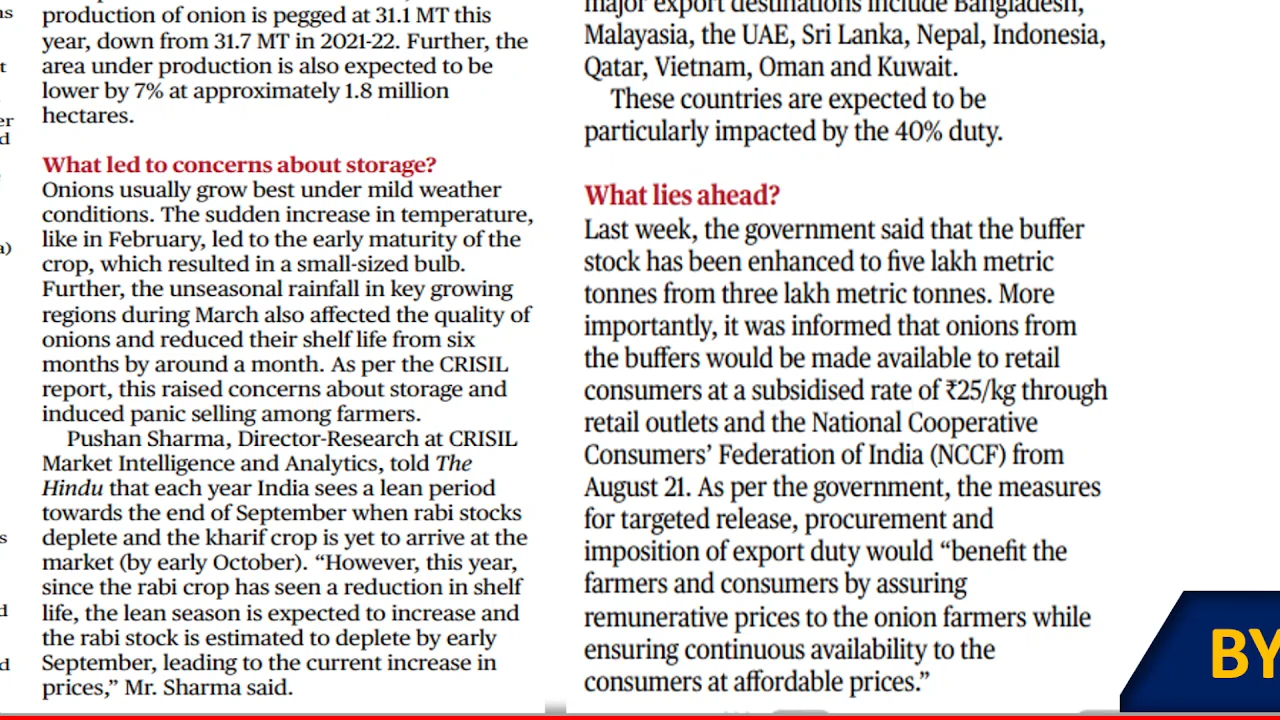 production of onion is pegged at 31.1 MT this
year, down from 31.7 MT in 2021-22. Further, the
area under production is also expected to be
lower by 7% at approximately 1.8 million
hectares.
What led to concerns about storage?
Onions usually grow best under mild weather
conditions. The sudden increase in temperature,
like in February, led to the early maturity of the
crop, which resulted in a small-sized bulb.
Further, the unseasonal rainfall in key growing
regions during March also affected the quality of
onions and reduced their shelf life from six
months by around a month. As per the CRISIL
report, this raised concerns about storage and
induced panic selling among farmers.
Pushan Sharma, Director-Research at CRISIL
Market Intelligence and Analytics, told The
Hindu that each year India sees a lean period
towards the end of September when rabi stocks
deplete and the kharif crop is yet to arrive at the
market (by early October). “However, this year,
since the rabi crop has seen a reduction in shelf
life, the lean season is expected to increase and
the rabi stock is estimated to deplete by early
September, leading to the current increase in
prices,” Mr. Sharma said.
major export destinations include Bangladesh,
Malayasia, the UAE, Sri Lanka, Nepal, Indonesia,
Qatar, Vietnam, Oman and Kuwait.
These countries are expected to be
particularly impacted by the 40% duty.
What lies ahead?
Last week, the government said that the buffer
stock has been enhanced to five lakh metric
tonnes from three lakh metric tonnes. More
importantly, it was informed that onions from
the buffers would be made available to retail
consumers at a subsidised rate of ₹25/kg through
retail outlets and the National Cooperative
Consumers’ Federation of India (NCCF) from
August 21. As per the government, the measures
for targeted release, procurement and
imposition of export duty would “benefit the
farmers and consumers by assuring
remunerative prices to the onion farmers while
ensuring continuous availability to the
consumers at affordable prices.”
BY